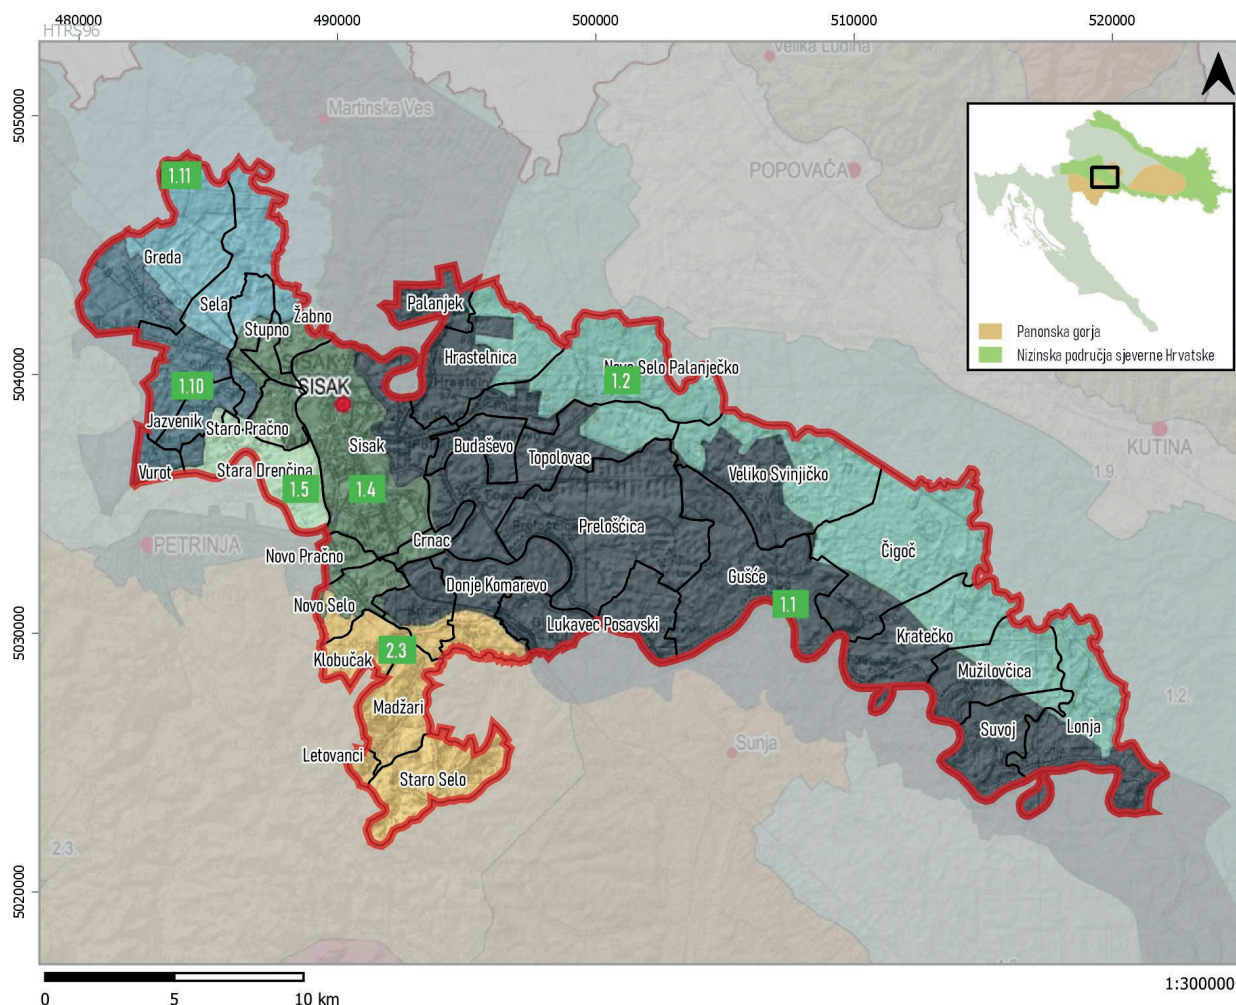 480000
490000
500000
510000
520000
HTRS96
5050000
5040000
5030000
5020000
Velika Ludina
Martinska Ves
POPOVAČA
KUTINA
PETRINJA
Sunja
SISAK
1.11
Greda
Sela
Žabno
Stupno
Palanjek
Hrastelnica
Novo Selo Palanječko
1.2
1.10
Jazvenik
Staro Pračno
Sisak
Budaševo
Topolovac
Vurot
Stara Drenčina
1.5
1.4
Veliko Svinjičko
1.9.
Prelošćica
Crnac
Čigoč
Novo Pračno
Donje Komarevo
Gušće
Novo Selo
1.1
Lukavec Posavski
Kratečko
2.3
Klobučak
Mužilovčica
1.2.
Madžari
Suvoj
Lonja
Letovanci
Staro Selo
2.3.
Panonska gorja
Nizinska područja sjeverne Hrvatske
0
5
10 km
1:300000